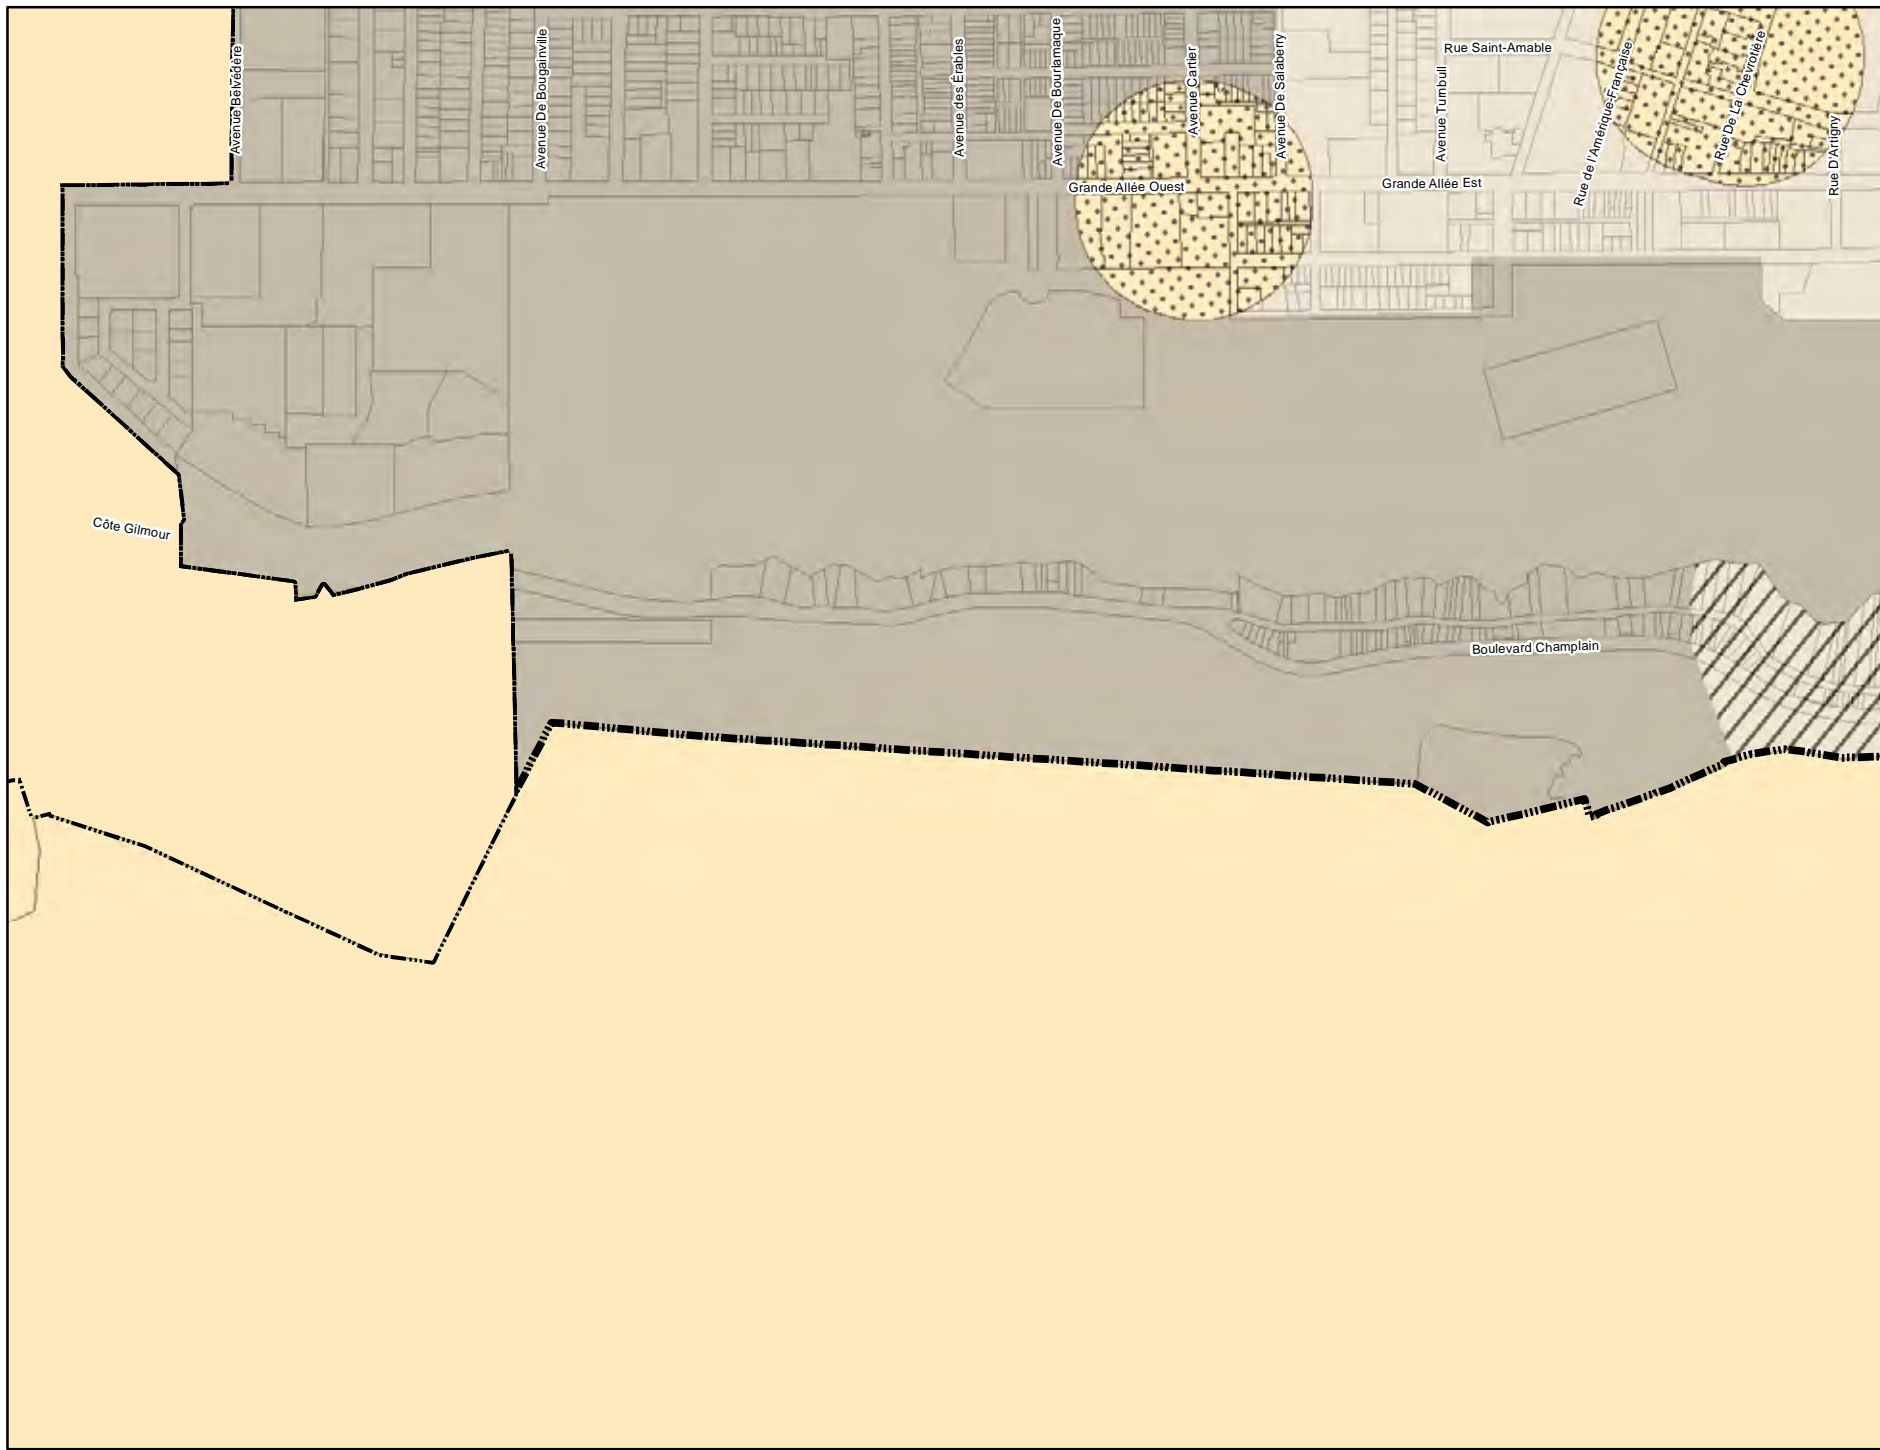 Avenue Belvédère
Avenue De Bougainville
Avenue des Érables
Avenue De Bourlamaque
Avenue Cartier
Avenue De Salaberry
Avenue Turnbull
Rue Saint-Amable
Rue de l'Amérique-Française
Rue De La Chevrotière
Rue D'Artigny
Grande Allée Ouest
Grande Allée Est
Côte Gilmour
Boulevard Champlain